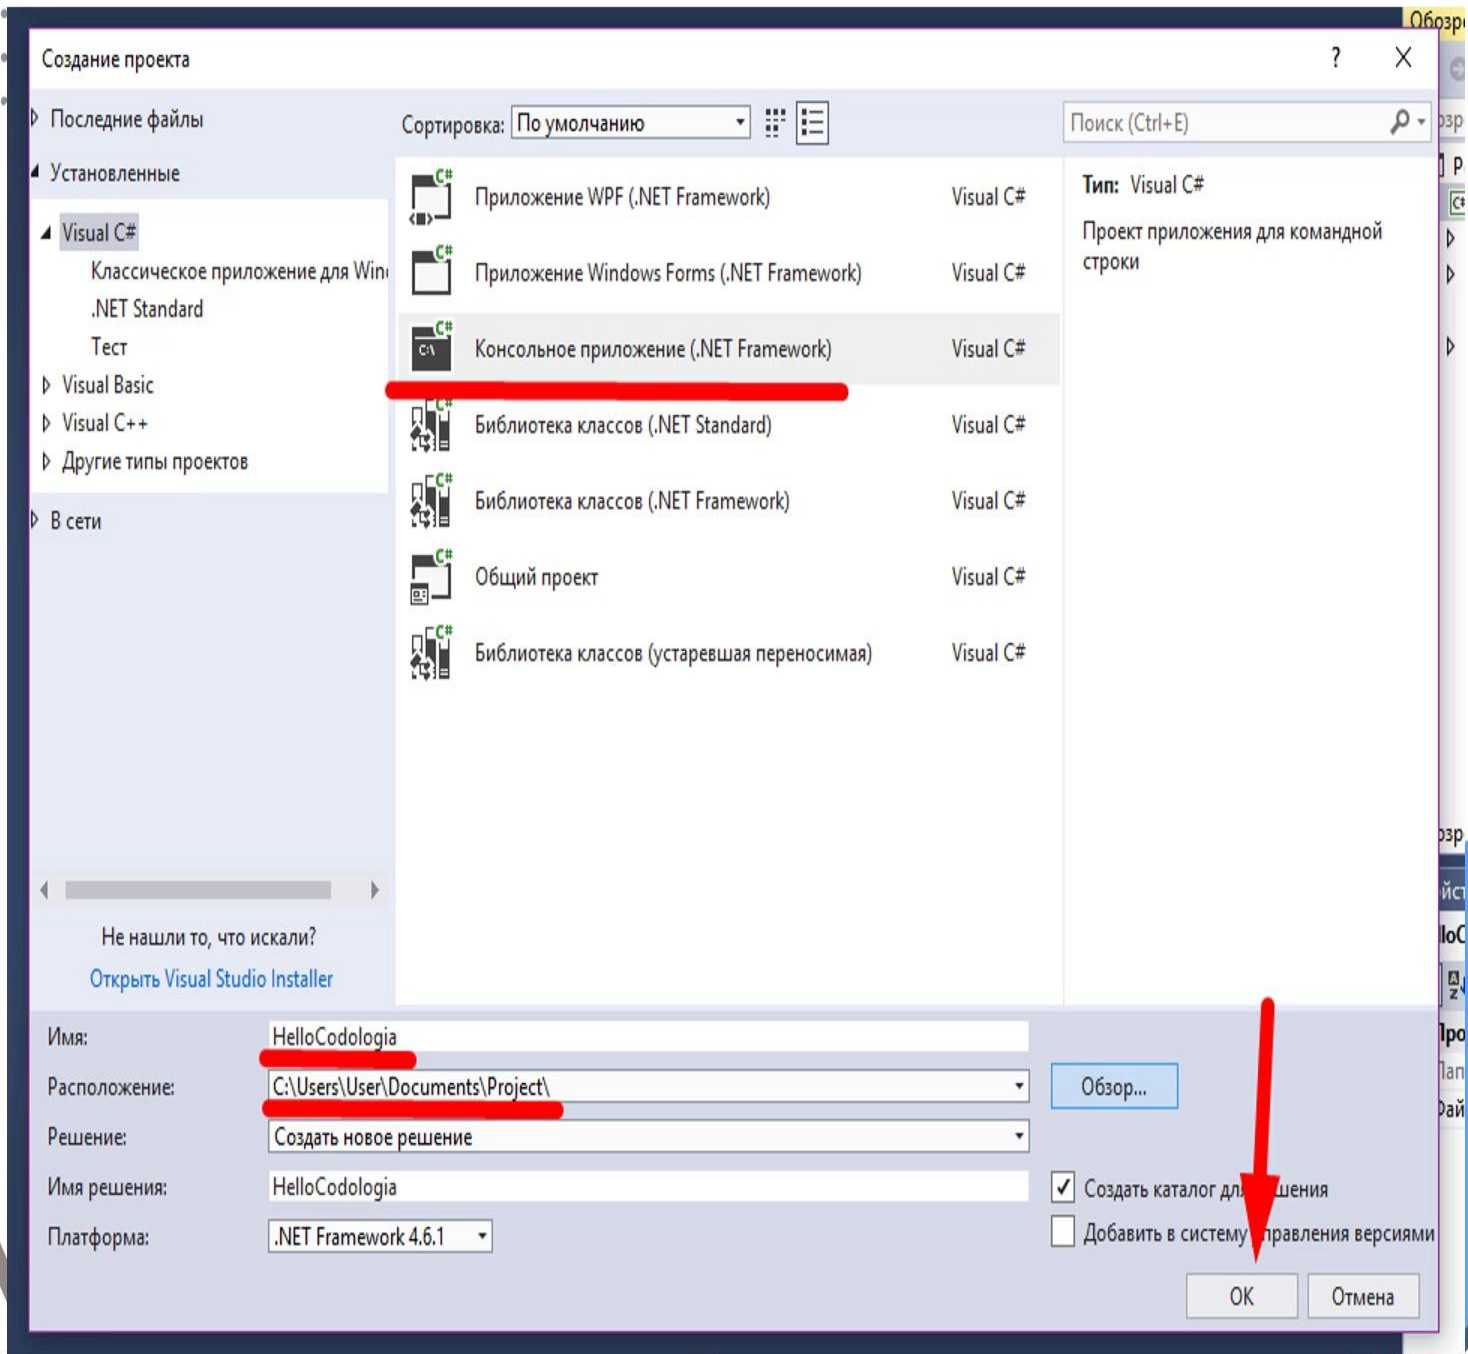 Создание проекта
? X
Последние файлы
Установленные
Visual C#
Классическое приложение для
.NET Standard
Тест
Visual Basic
Visual C++
Другие типы проектов
В сети
Не нашли то, что искали?
Открыть Visual Studio Installer
Сортировка: По умолчанию
Поиск (Ctrl+E)
Приложение WPF (.NET Framework) Visual C#
Приложение Windows Forms (.NET Framework) Visual C#
Консольное приложение (.NET Framework) Visual C#
Библиотека классов (.NET Standard) Visual C#
Библиотека классов (.NET Framework) Visual C#
Общий проект Visual C#
Библиотека классов (устаревшая переносимая) Visual C#
Тип: Visual C#
Проект приложения для командной
строки
Имя: HelloCodologia
Расположение: C:\Users\User\Documents\Project\
Обзор...
Решение: Создать новое решение
Имя решения: HelloCodologia
Создать каталог
Платформа: .NET Framework 4.6.1
Добавить в систему версиями
ОК Отмена